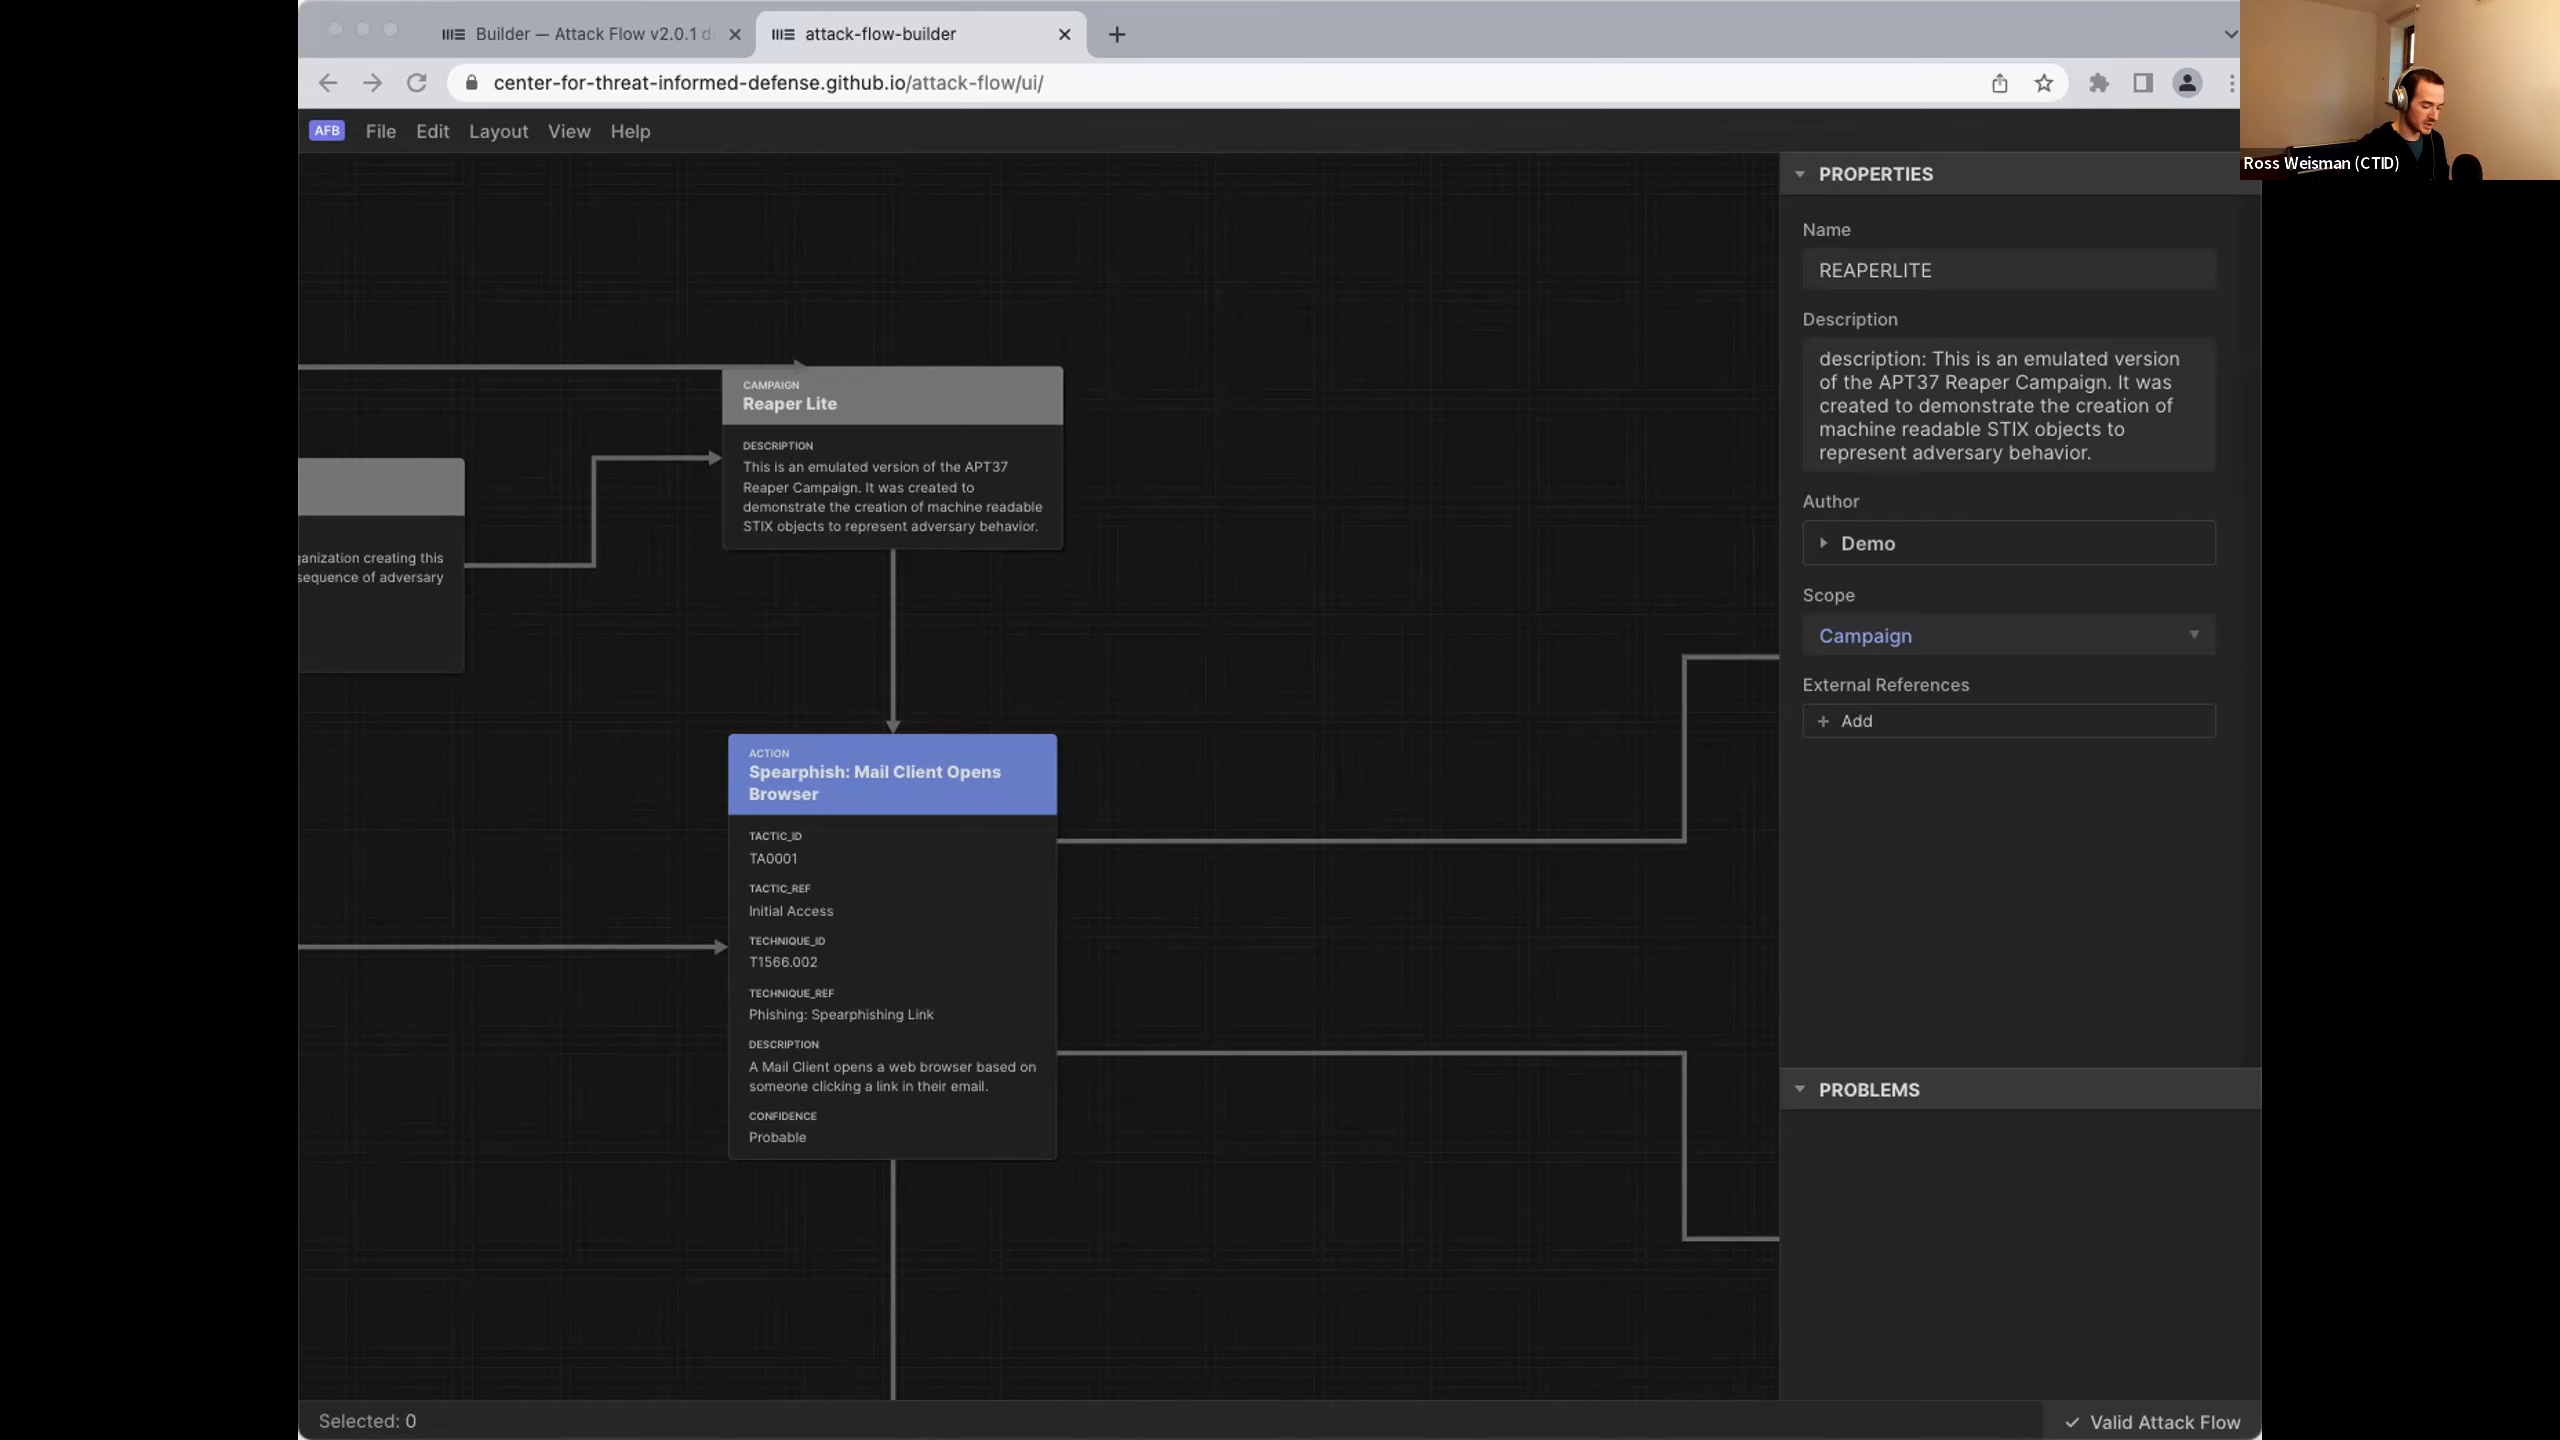 Builder — Attack Flow v2.0.1 d
attack-flow-builder
center-for-threat-informed-defense.github.io/attack-flow/ui/
AFB File Edit Layout View Help
Ross Weisman (CTID)
CAMPAIGN
Reaper Lite
DESCRIPTION
This is an emulated version of the APT37
Reaper Campaign. It was created to
demonstrate the creation of machine readable
STIX objects to represent adversary behavior.
ganization creating this
sequence of adversary
ACTION
Spearphish: Mail Client Opens
Browser
TACTIC_ID
TA0001
TACTIC_REF
Initial Access
TECHNIQUE_ID
T1566.002
TECHNIQUE_REF
Phishing: Spearphishing Link
DESCRIPTION
A Mail Client opens a web browser based on
someone clicking a link in their email.
CONFIDENCE
Probable
PROPERTIES
Name
REAPERLITE
Description
description: This is an emulated version
of the APT37 Reaper Campaign. It was
created to demonstrate the creation of
machine readable STIX objects to
represent adversary behavior.
Author
Demo
Scope
Campaign
External References
+ Add
PROBLEMS
Selected: 0
Valid Attack Flow